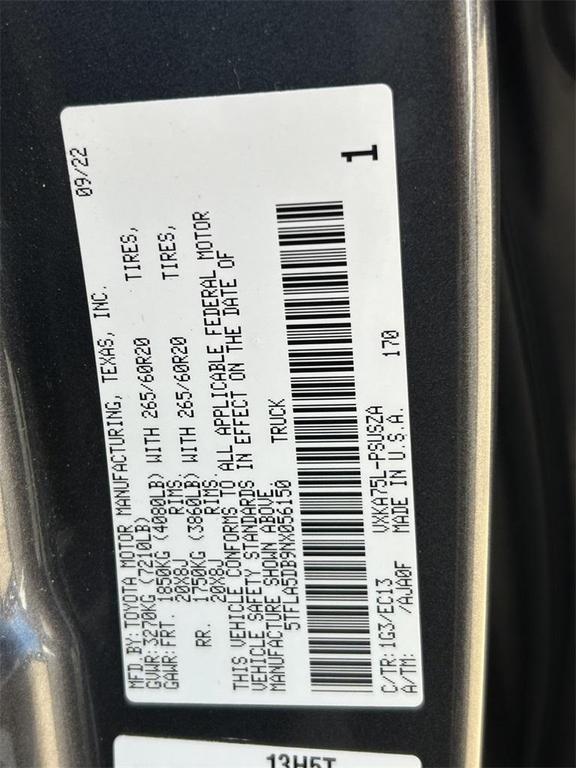 MFD.BY:TOYOTA MOTOR MANUFACTURING, TEXAS, INC. 09/22
GVWR:3270KG(7210LB)
GAWR:FRT. 1850KG(4080LB)WITH 265/60R20 TIRES,
20X8J RIMS,
RR. 1750KG(3860LB)WITH 265/60R20 TIRES,
20X8J RIMS.
THIS VEHICLE CONFORMS TO ALL APPLICABLE FEDERAL MOTOR
VEHICLE SAFETY STANDARDS IN EFFECT ON THE DATE OF
MANUFACTURE SHOWN ABOVE.
5TFLA5DB9NX056150 TRUCK
1
C/TR:1G3/EC13 VXKA75L-PSUSZA 170
A/TM: /AJA0F MADE IN U.S.A.
13H5T